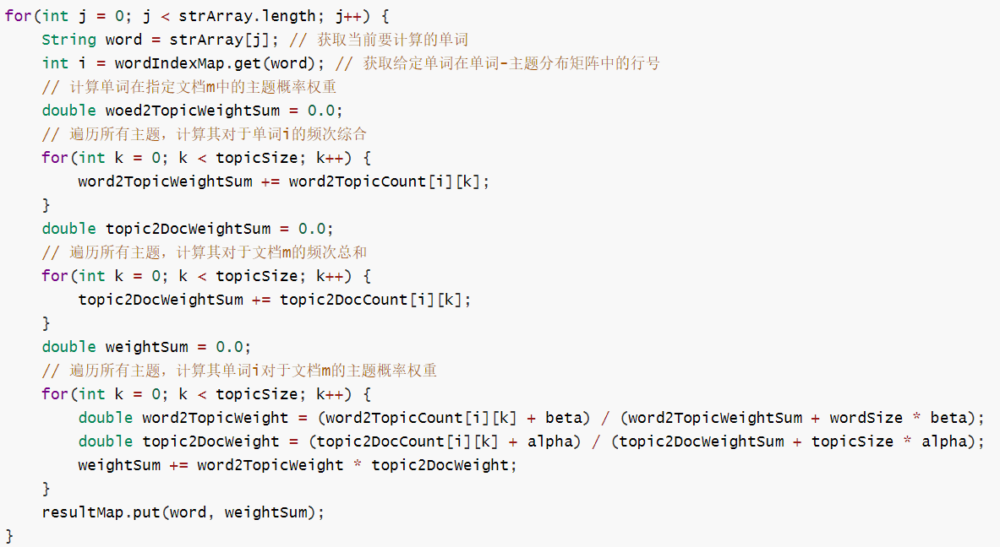 for(int j = 0; j < strArray.length; j++) {
    String word = strArray[j]; // 获取当前要计算的单词
    int i = wordIndexMap.get(word); // 获取给定单词在单词-主题分布矩阵中的行号
    // 计算单词在指定文档m中的主题概率权重
    double woed2TopicWeightSum = 0.0;
    // 遍历所有主题，计算其对于单词i的频次综合
    for(int k = 0; k < topicSize; k++) {
        word2TopicWeightSum += word2TopicCount[i][k];
    }
    double topic2DocWeightSum = 0.0;
    // 遍历所有主题，计算其对于文档m的频次总和
    for(int k = 0; k < topicSize; k++) {
        topic2DocWeightSum += topic2DocCount[i][k];
    }
    double weightSum = 0.0;
    // 遍历所有主题，计算其单词i对于文档m的主题概率权重
    for(int k = 0; k < topicSize; k++) {
        double word2TopicWeight = (word2TopicCount[i][k] + beta) / (word2TopicWeightSum + wordSize * beta);
        double topic2DocWeight = (topic2DocCount[i][k] + alpha) / (topic2DocWeightSum + topicSize * alpha);
        weightSum += word2TopicWeight * topic2DocWeight;
    }
    resultMap.put(word, weightSum);
}